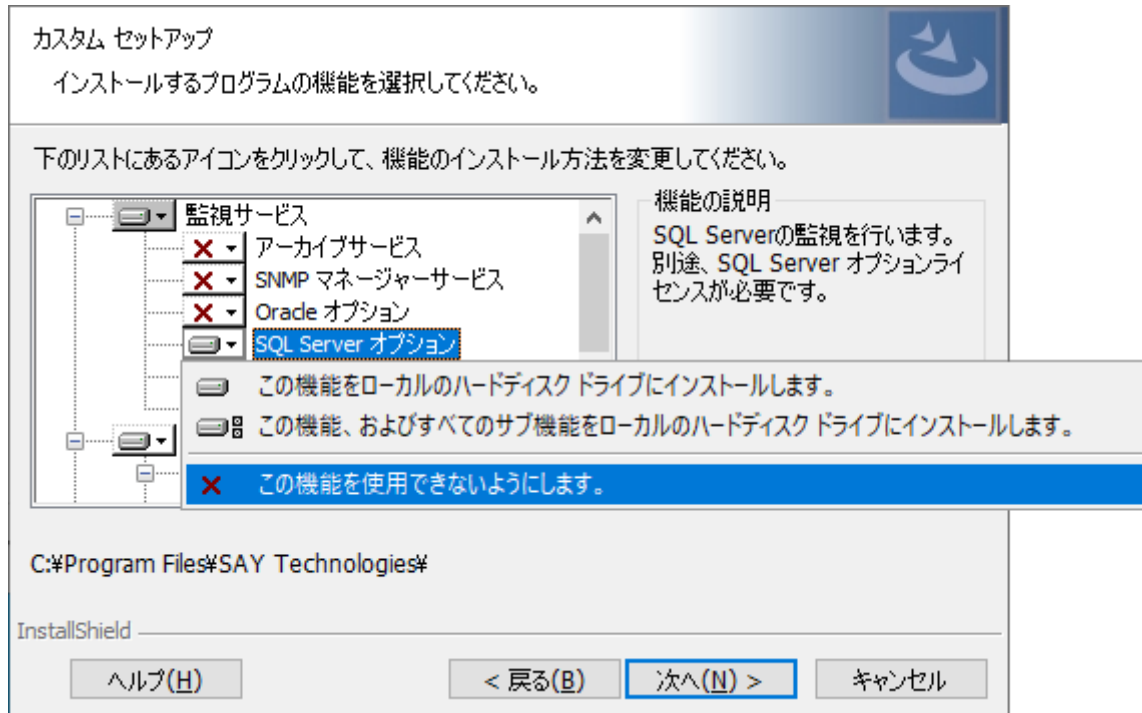 カスタム セットアップ
インストールするプログラムの機能を選択してください。
下のリストにあるアイコンをクリックして、機能のインストール方法を変更してください。
監視サービス
アーカイブサービス
SNMP マネージャーサービス
Oracle オプション
SQL Server オプション
機能の説明
SQL Serverの監視を行います。
別途、SQL Server オプションライ
センスが必要です。
この機能をローカルのハードディスク ドライブにインストールします。
この機能、およびすべてのサブ機能をローカルのハードディスク ドライブにインストールします。
この機能を使用できないようにします。
C:¥Program Files¥SAY Technologies¥
InstallShield
ヘルプ(H)
< 戻る(B)
次へ(N) >
キャンセル